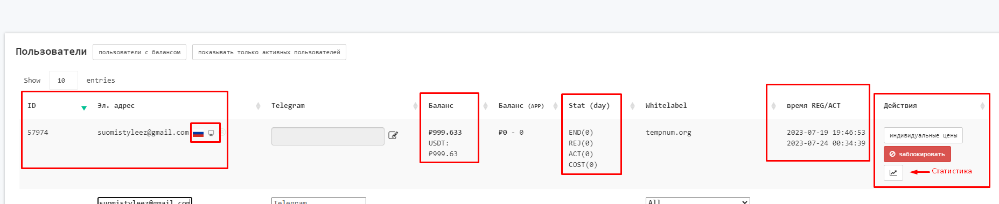 Пользователи пользователи с балансом показывать только активных пользователей
Show 10 entries
ID Эл. адрес Telegram Баланс Баланс (APP) Stat (day) Whitelabel время REG/ACT Действия
57974 suomistyleez@gmail.com ₽999.633 ₽0 - 0 END(0) tempnum.org 2023-07-19 19:46:53 индивидуальные цены
USDT: REJ(0) 2023-07-24 00:34:39
₽999.63 ACT(0) заблокировать
COST(0)
Статистика
suomistyleez@gmail.com Telegram All